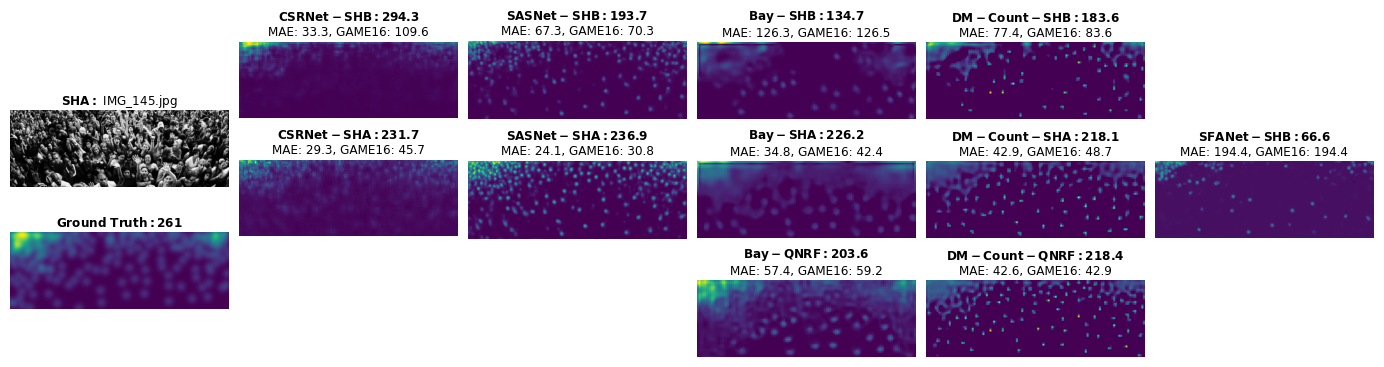 SHA: IMG_145.jpg
Ground Truth: 261
CSRNet-SHB: 294.3
MAE: 33.3, GAME16: 109.6
CSRNet-SHA: 231.7
MAE: 29.3, GAME16: 45.7
SASNet-SHB: 193.7
MAE: 67.3, GAME16: 70.3
SASNet-SHA: 236.9
MAE: 24.1, GAME16: 30.8
Bay-SHB: 134.7
MAE: 126.3, GAME16: 126.5
Bay-SHA: 226.2
MAE: 34.8, GAME16: 42.4
Bay-QNRF: 203.6
MAE: 57.4, GAME16: 59.2
DM-Count-SHB: 183.6
MAE: 77.4, GAME16: 83.6
DM-Count-SHA: 218.1
MAE: 42.9, GAME16: 48.7
DM-Count-QNRF: 218.4
MAE: 42.6, GAME16: 42.9
SFANet-SHB: 66.6
MAE: 194.4, GAME16: 194.4